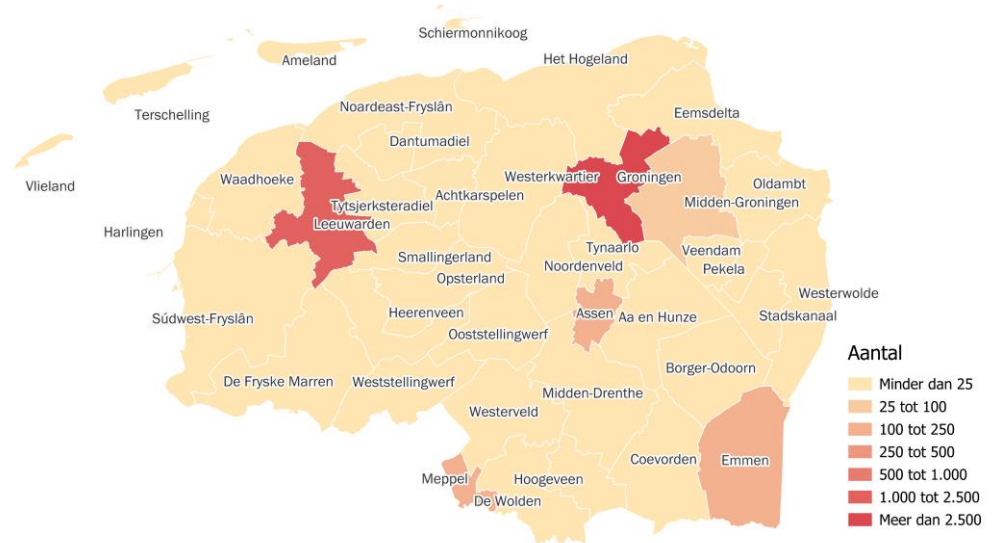 Schiermonnikoog
Ameland
Het Hogeland
Terschelling
Noardeast-Fryslân
Eemsdelta
Dantumadiel
Vlieland
Waadhoeke
Westerkwartier
Groningen
Oldambt
Achtkarspelen
Midden-Groningen
Tytsjerksteradiel
Leeuwarden
Harlingen
Tynaarlo
Veendam
Smallingerland
Noordenveld
Pekela
Opsterland
Westerwolde
Súdwest-Fryslân
Heerenveen
Assen
Aa en Hunze
Stadskanaal
Ooststellingwerf
Borger-Odoorn
De Fryske Marren
Weststellingwerf
Midden-Drenthe
Westerveld
Coevorden
Emmen
Meppel
Hoogeveen
De Wolden
Aantal
Minder dan 25
25 tot 100
100 tot 250
250 tot 500
500 tot 1.000
1.000 tot 2.500
Meer dan 2.500